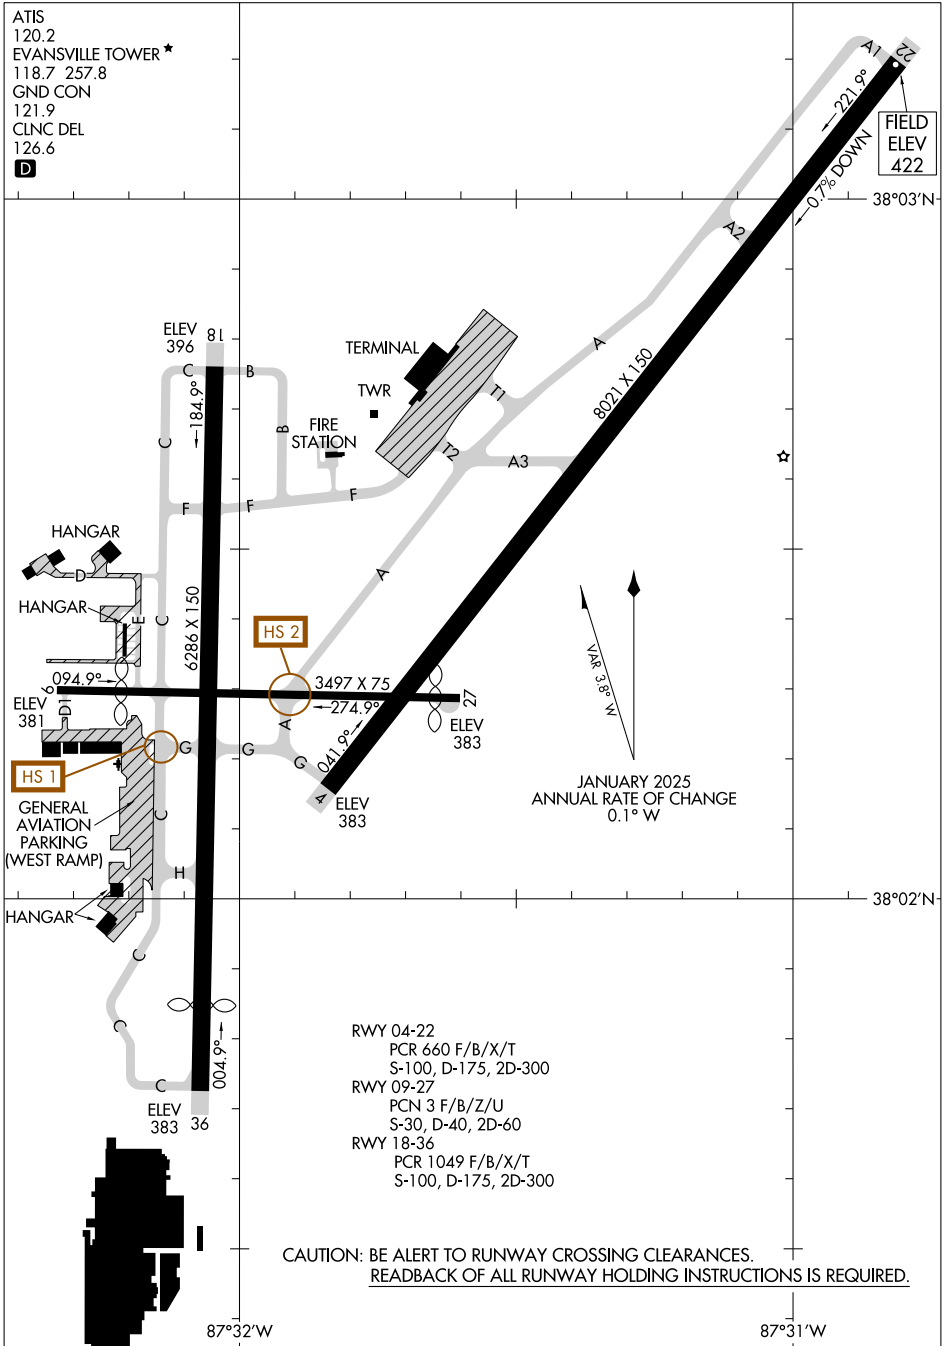 ATIS
120.2
EVANSVILLE TOWER ★
118.7 257.8
GND CON
121.9
CLNC DEL
126.6
D
A1
22
221.9°
FIELD
ELEV
422
0.7% DOWN
38°03'N
A2
ELEV
396
18
C
B
184.9°
TERMINAL
TWR
FIRE
STATION
A
T1
8021 X 150
C
B
T2
A3
F
F
F
HANGAR
D
A
HANGAR
E
C
6286 X 150
HS 2
VAR 3.8° W
9
094.9°
3497 X 75
274.9°
27
ELEV
381
D1
A
ELEV
383
G
G
G
041.9°
HS 1
4
ELEV
383
JANUARY 2025
ANNUAL RATE OF CHANGE
0.1° W
GENERAL
AVIATION
PARKING
(WEST RAMP)
C
H
HANGAR
38°02'N
C
C
004.9°
C
ELEV
383
36
RWY 04-22
PCR 660 F/B/X/T
S-100, D-175, 2D-300
RWY 09-27
PCN 3 F/B/Z/U
S-30, D-40, 2D-60
RWY 18-36
PCR 1049 F/B/X/T
S-100, D-175, 2D-300
CAUTION: BE ALERT TO RUNWAY CROSSING CLEARANCES.
READBACK OF ALL RUNWAY HOLDING INSTRUCTIONS IS REQUIRED.
87°32'W
87°31'W